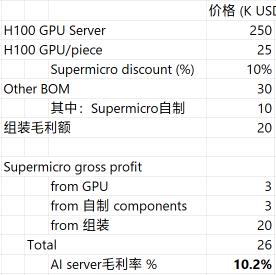 价格 (K USD
H100 GPU Server 250
H100 GPU/piece 25
Supermicro discount (%) 10%
Other BOM 30
其中：Supermicro自制 10
组装毛利额 20
Supermicro gross profit
from GPU 3
from 自制 components 3
from 组装 20
Total 26
AI server毛利率 % 10.2%